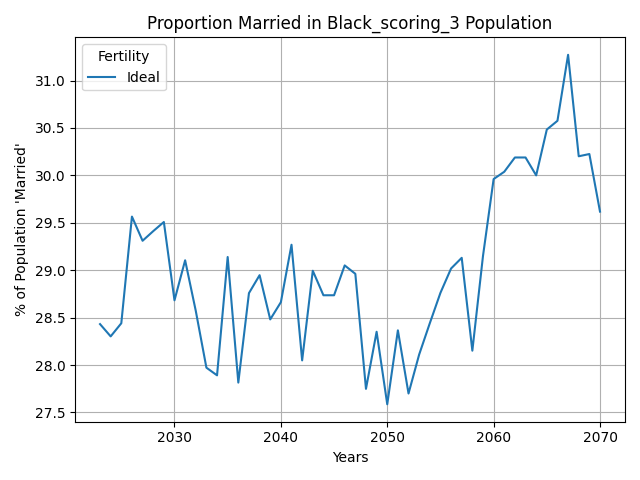 Proportion Married in Black_scoring_3 Population
Fertility
Ideal
% of Population 'Married'
31.0
30.5
30.0
29.5
29.0
28.5
28.0
27.5
2030 2040 2050 2060 2070
Years